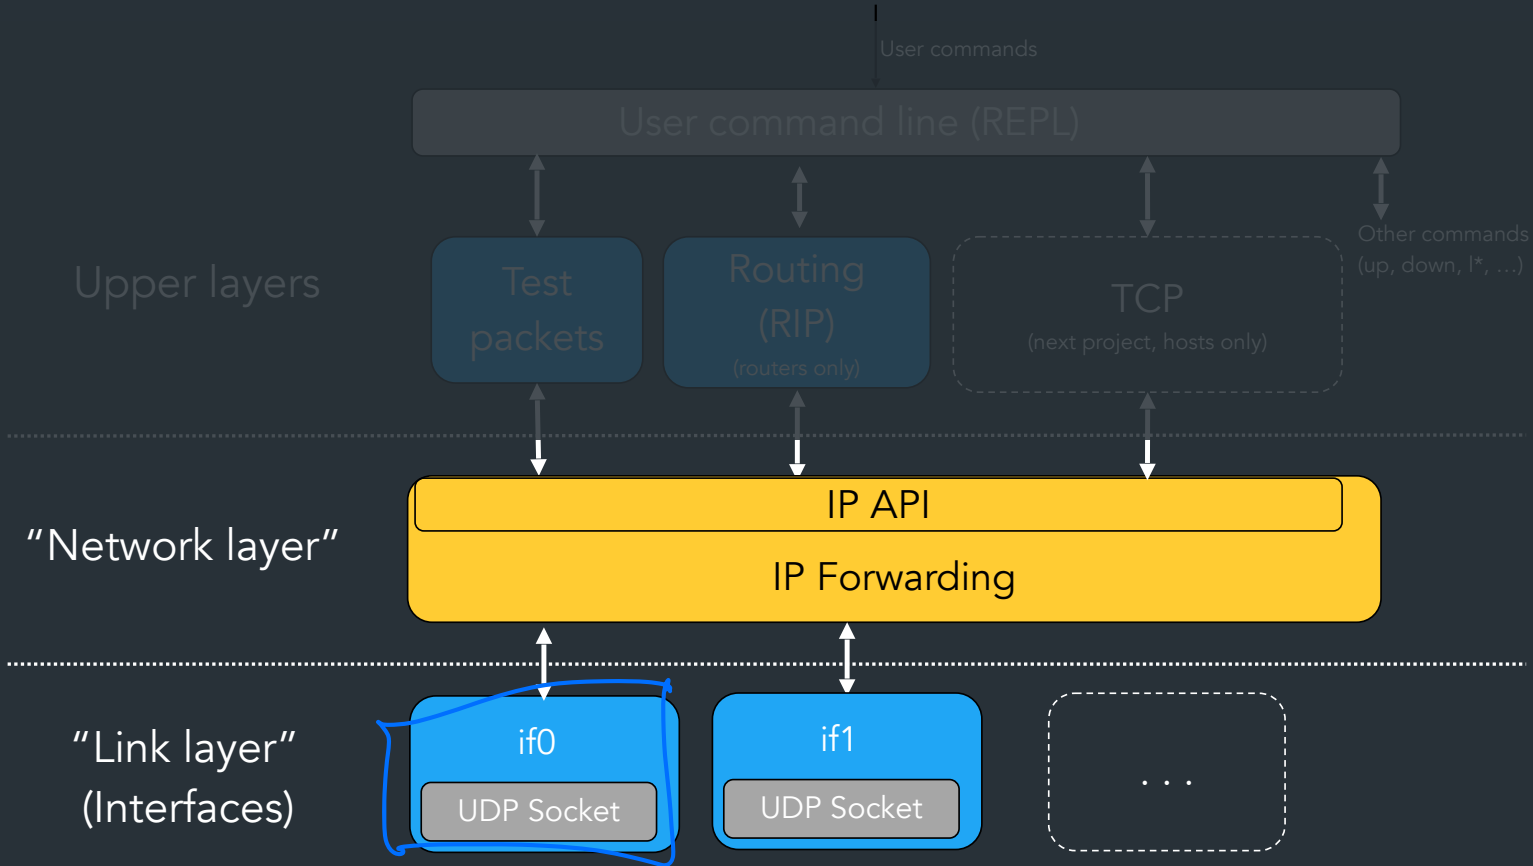 User commands
User command line (REPL)
Upper layers
Test
packets
Routing
(RIP)
(routers only)
TCP
(next project, hosts only)
Other commands
(up, down, l*, ...)
“Network layer”
IP API
IP Forwarding
“Link layer”
(Interfaces)
if0
UDP Socket
if1
UDP Socket
. . .